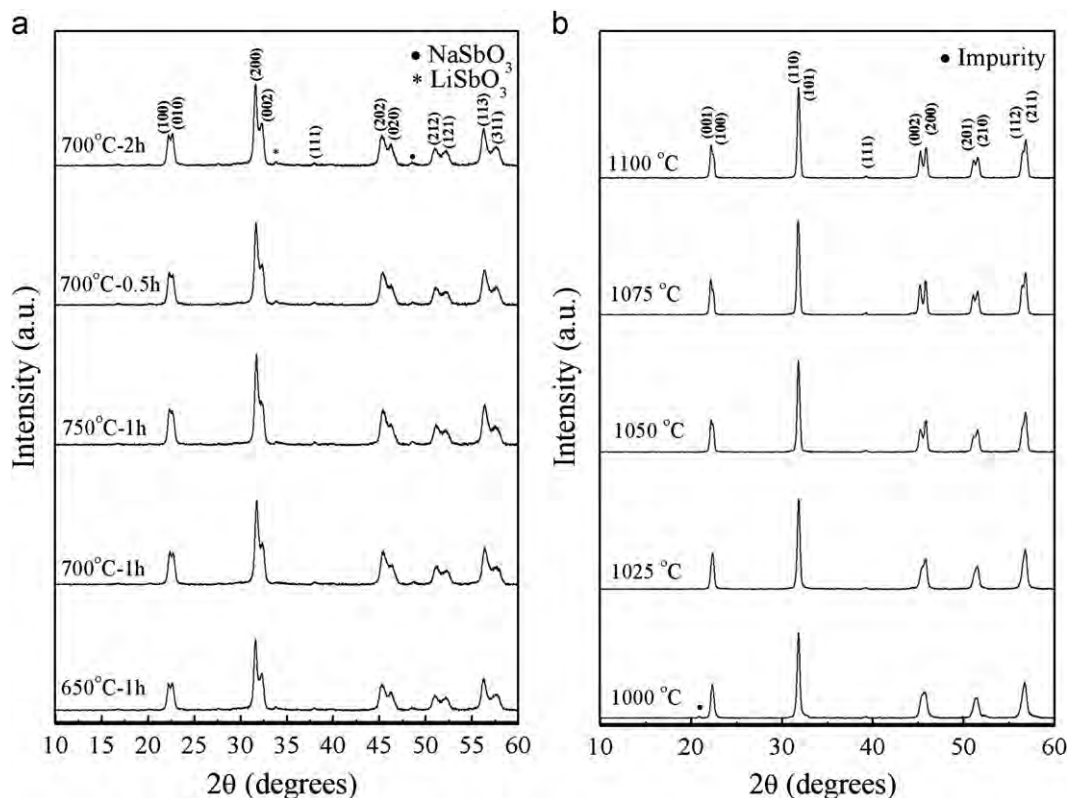 a
• NaSbO3
* LiSbO3
(100)
(010)
(200)
(002)
(111)
(202)
(020)
(212)
(121)
(113)
(311)
700°C-2h
700°C-0.5h
750°C-1h
700°C-1h
650°C-1h
Intensity (a.u.)
10 15 20 25 30 35 40 45 50 55 60
2θ (degrees)
b
• Impurity
(001)
(100)
(110)
(101)
(111)
(002)
(200)
(201)
(210)
(112)
(211)
1100 °C
1075 °C
1050 °C
1025 °C
1000 °C
Intensity (a.u.)
10 20 30 40 50 60
2θ (degrees)